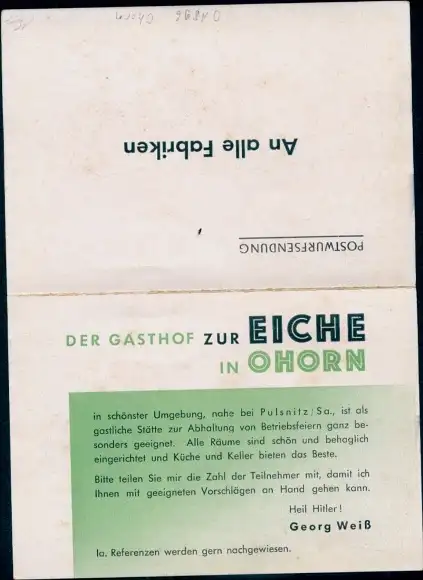 O 1896
Ohorn
An alle Fabriken
POSTWURFSENDUNG
DER GASTHOF ZUR EICHE
IN OHORN
in schönster Umgebung, nahe bei Pulsnitz/Sa., ist als
gastliche Stätte zur Abhaltung von Betriebsfeiern ganz be-
sonders geeignet. Alle Räume sind schön und behaglich
eingerichtet und Küche und Keller bieten das Beste.
Bitte teilen Sie mir die Zahl der Teilnehmer mit, damit ich
Ihnen mit geeigneten Vorschlägen an Hand gehen kann.
Heil Hitler!
Georg Weiß
Ia. Referenzen werden gern nachgewiesen.